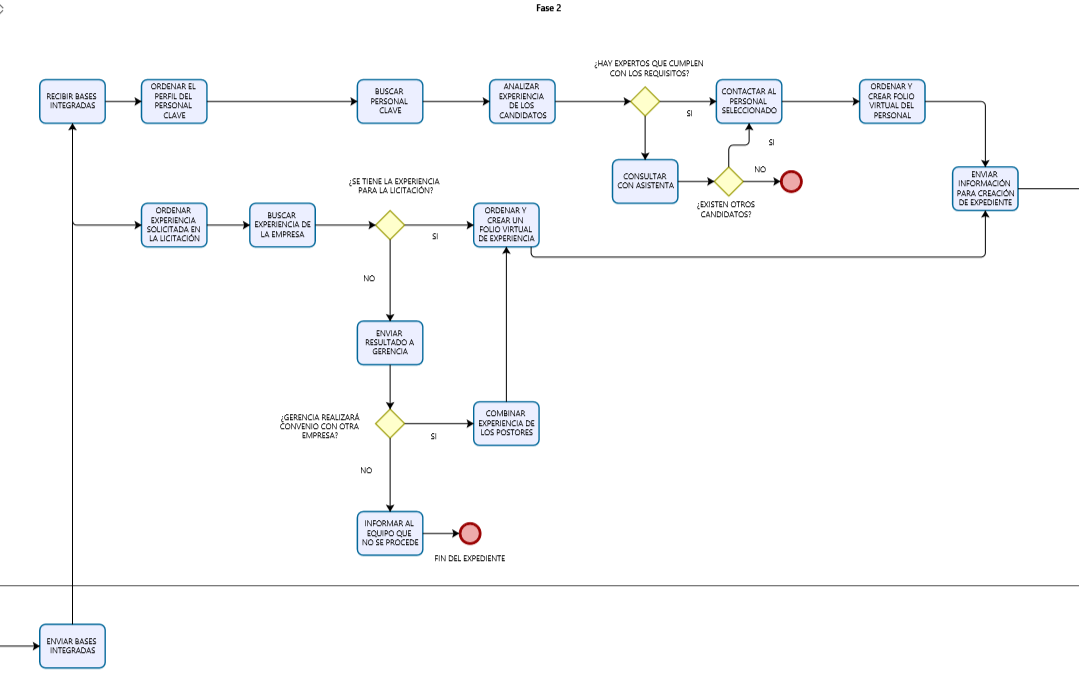 Fase 2
¿HAY EXPERTOS QUE CUMPLEN
CON LOS REQUISITOS?
RECIBIR BASES
INTEGRADAS
ORDENAR EL
PERFIL DEL
PERSONAL
CLAVE
BUSCAR
PERSONAL
CLAVE
ANALIZAR
EXPERIENCIA
DE LOS
CANDIDATOS
SI
CONTACTAR AL
PERSONAL
SELECCIONADO
ORDENAR Y
CREAR FOLIO
VIRTUAL DEL
PERSONAL
SI
CONSULTAR
CON ASISTENTA
NO
¿EXISTEN OTROS
CANDIDATOS?
ENVIAR
INFORMACIÓN
PARA CREACIÓN
DE EXPEDIENTE
¿SE TIENE LA EXPERIENCIA
PARA LA LICITACIÓN?
ORDENAR
EXPERIENCIA
SOLICITADA EN
LA LICITACIÓN
BUSCAR
EXPERIENCIA DE
LA EMPRESA
SI
ORDENAR Y
CREAR UN
FOLIO VIRTUAL
DE EXPERIENCIA
NO
ENVIAR
RESULTADO A
GERENCIA
¿GERENCIA REALIZARÁ
CONVENIO CON OTRA
EMPRESA?
SI
COMBINAR
EXPERIENCIA DE
LOS POSTORES
NO
INFORMAR AL
EQUIPO QUE
NO SE PROCEDE
FIN DEL EXPEDIENTE
ENVIAR BASES
INTEGRADAS